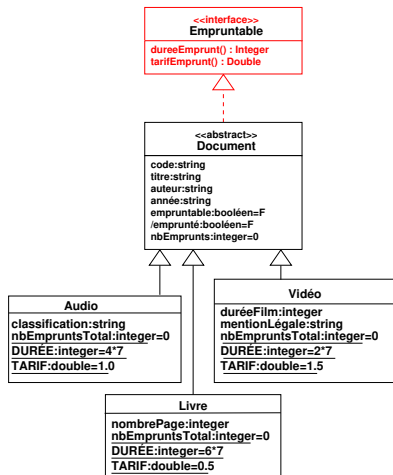 <<interface>>
Empruntable
dureeEmprunt() : Integer
tarifEmprunt() : Double
<<abstract>>
Document
code:string
titre:string
auteur:string
année:string
empruntable:booléen=F
/emprunté:booléen=F
nbEmprunts:integer=0
Audio
classification:string
nbEmpruntsTotal:integer=0
DURÉE:integer=4*7
TARIF:double=1.0
Vidéo
duréeFilm:integer
mentionLégale:string
nbEmpruntsTotal:integer=0
DURÉE:integer=2*7
TARIF:double=1.5
Livre
nombrePage:integer
nbEmpruntsTotal:integer=0
DURÉE:integer=6*7
TARIF:double=0.5